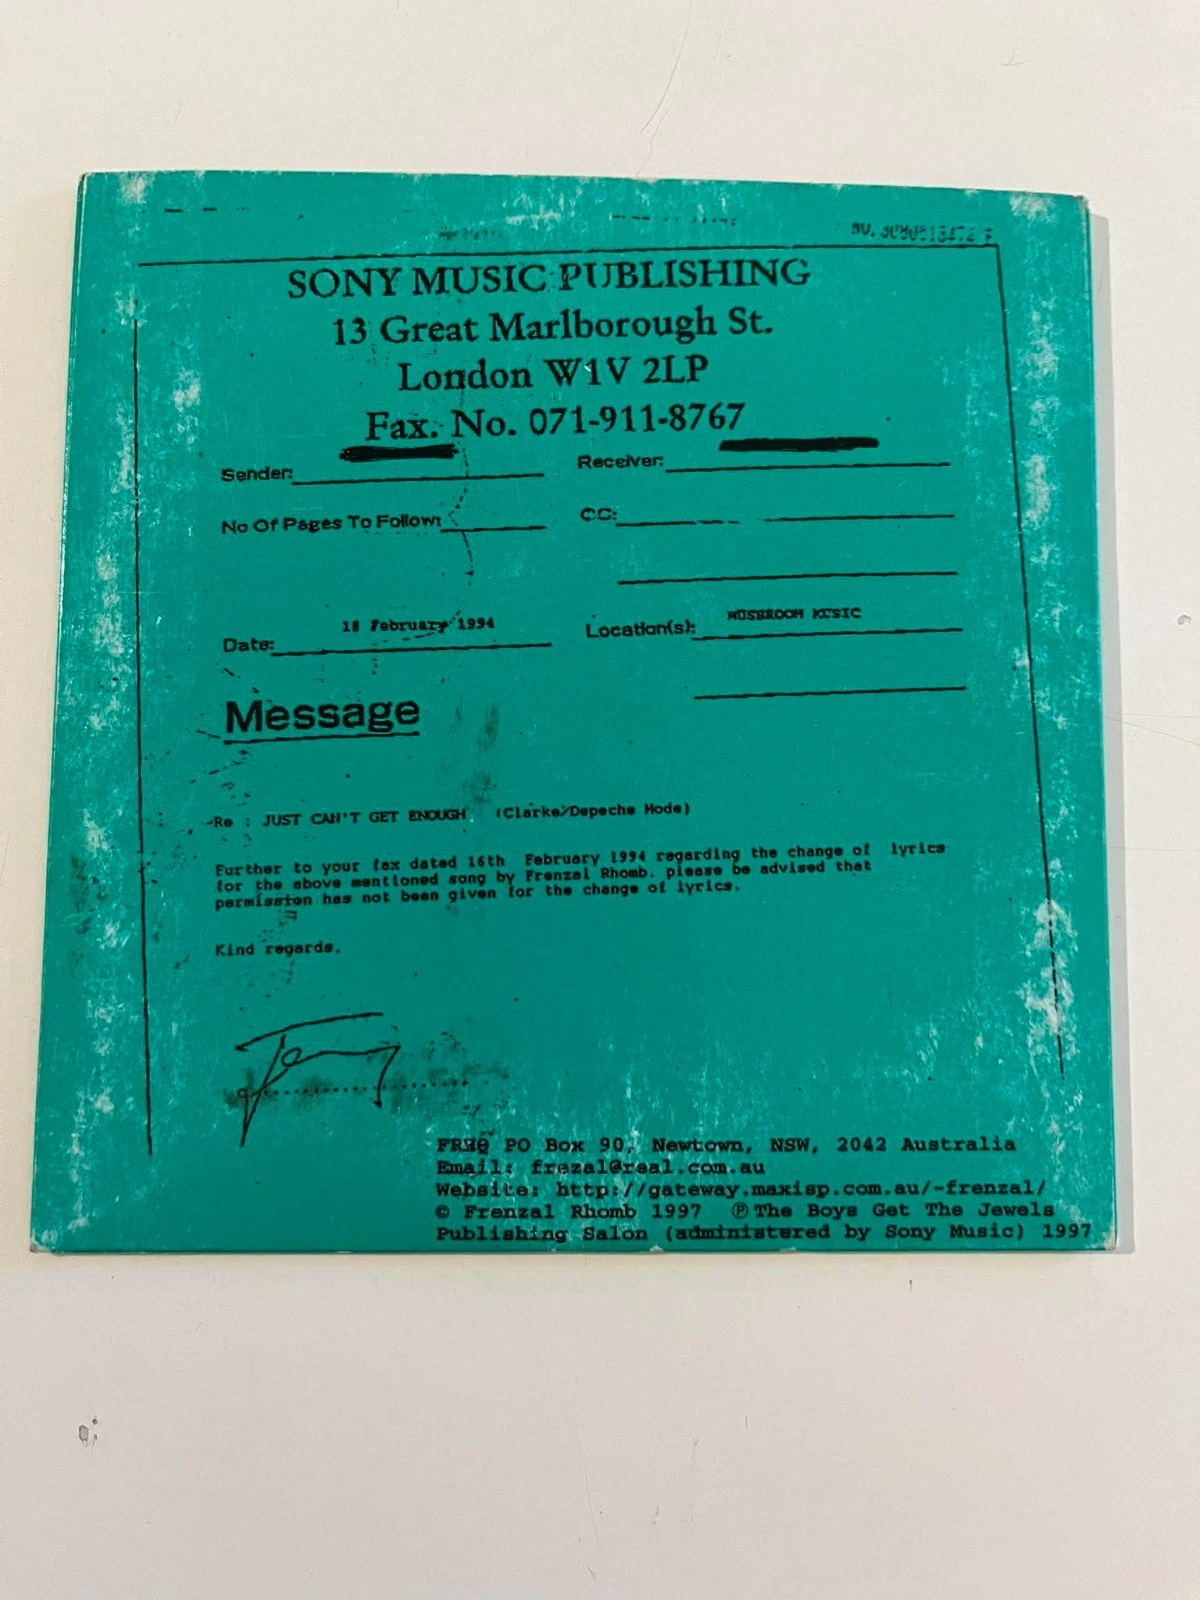 SONY MUSIC PUBLISHING
13 Great Marlborough St.
London W1V 2LP
Fax. No. 071-911-8767
Sender: Receiver:
No Of Pages To Follow: CC:
Date: 18 February 1994 Location(s): MUSHROOM MUSIC
Message
Re : JUST CAN'T GET ENOUGH (Clarke/Depeche Mode)
Further to your fax dated 16th February 1994 regarding the change of lyrics
for the above mentioned song by Frenzal Rhomb. please be advised that
permission has not been given for the change of lyrics.
Kind regards.
FRHQ PO Box 90, Newtown, NSW, 2042 Australia
Email: frezal@real.com.au
Website: http://gateway.maxisp.com.au/~frenzal/
© Frenzal Rhomb 1997 ℗ The Boys Get The Jewels
Publishing Salon (administered by Sony Music) 1997